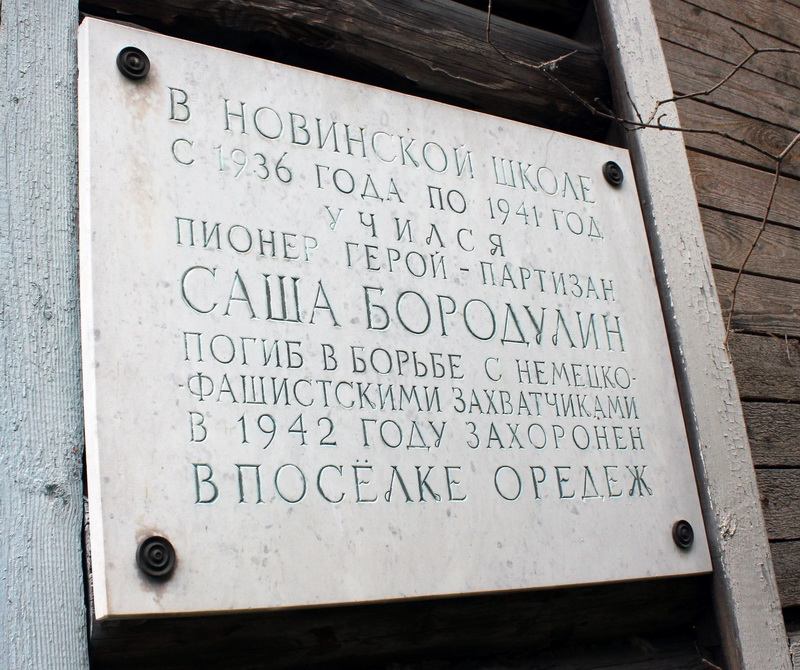 В НОВИНСКОЙ ШКОЛЕ
С 1936 ГОДА ПО 1941 ГОД
УЧИЛСЯ
ПИОНЕР ГЕРОЙ - ПАРТИЗАН
САША БОРОДУЛИН
ПОГИБ В БОРЬБЕ С НЕМЕЦКО-
-ФАШИСТСКИМИ ЗАХВАТЧИКАМИ
В 1942 ГОДУ ЗАХОРОНЕН
В ПОСЁЛКЕ ОРЕДЕЖ